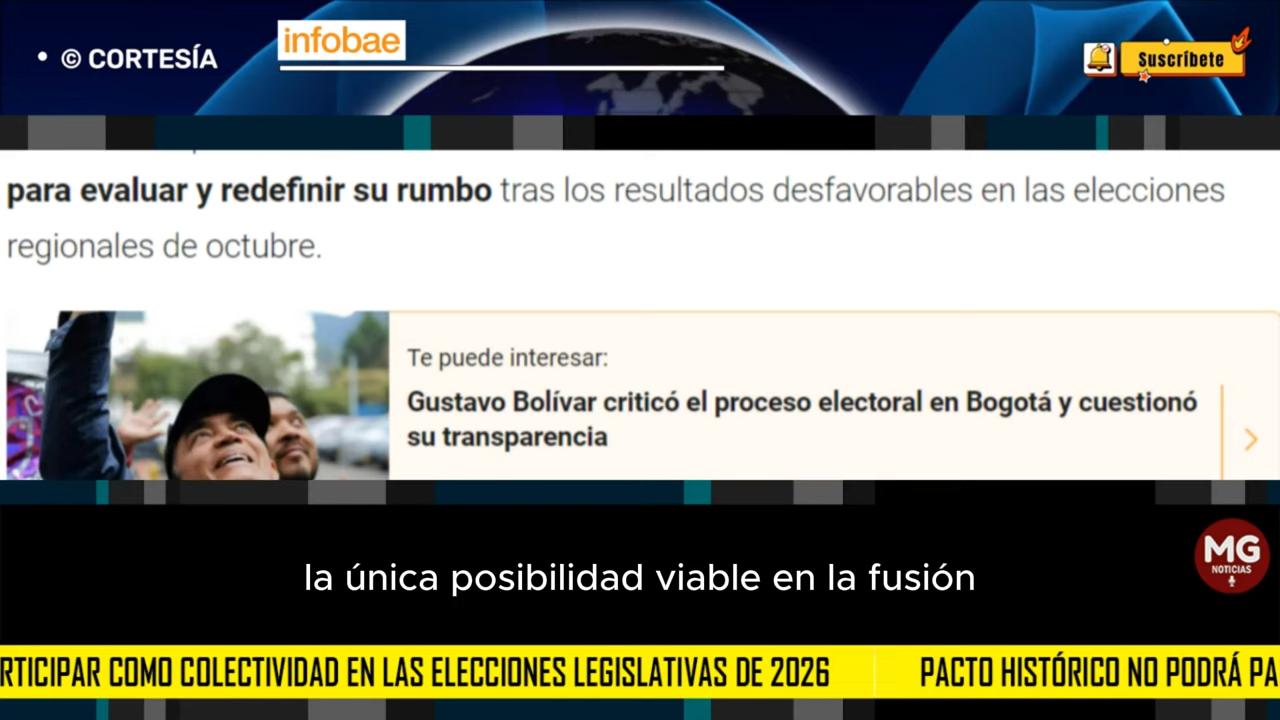 • © CORTESÍA
infobae
Suscríbete
para evaluar y redefinir su rumbo tras los resultados desfavorables en las elecciones
regionales de octubre.
Te puede interesar:
Gustavo Bolívar criticó el proceso electoral en Bogotá y cuestionó
su transparencia
la única posibilidad viable en la fusión
MG
NOTICIAS
RTICIPAR COMO COLECTIVIDAD EN LAS ELECCIONES LEGISLATIVAS DE 2026 PACTO HISTÓRICO NO PODRÁ PA